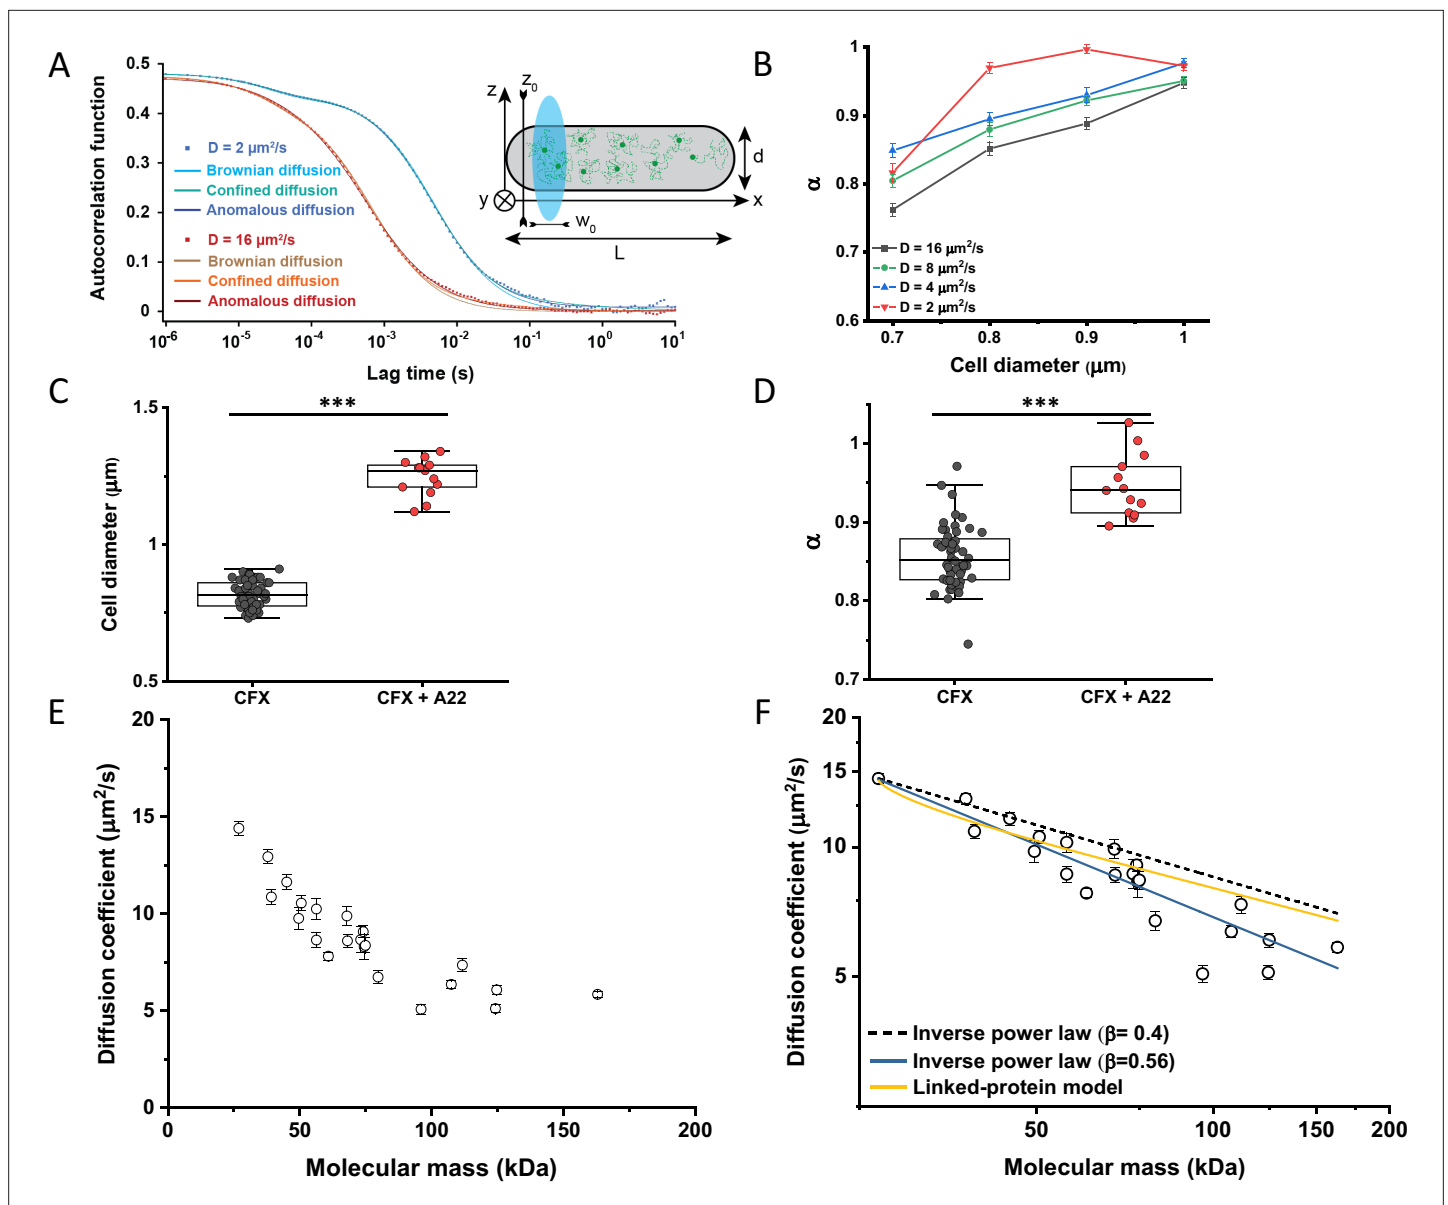 A
Autocorrelation function
0.5
0.4
0.3
0.2
0.1
0
D = 2 μm²/s
Brownian diffusion
Confined diffusion
Anomalous diffusion
D = 16 μm²/s
Brownian diffusion
Confined diffusion
Anomalous diffusion
z
z₀
d
y
x
w₀
L
10⁻⁶
10⁻⁵
10⁻⁴
10⁻³
10⁻²
10⁻¹
10⁰
10¹
Lag time (s)
B
α
1
0.9
0.8
0.7
0.6
D = 16 μm²/s
D = 8 μm²/s
D = 4 μm²/s
D = 2 μm²/s
0.7
0.8
0.9
1
Cell diameter (μm)
C
Cell diameter (μm)
1.5
1
0.5
***
CFX
CFX + A22
D
α
1
0.9
0.8
0.7
***
CFX
CFX + A22
E
Diffusion coefficient (μm²/s)
20
15
10
5
0
0
50
100
150
200
Molecular mass (kDa)
F
Diffusion coefficient (μm²/s)
20
15
10
5
Inverse power law (β= 0.4)
Inverse power law (β=0.56)
Linked-protein model
50
100
150
200
Molecular mass (kDa)